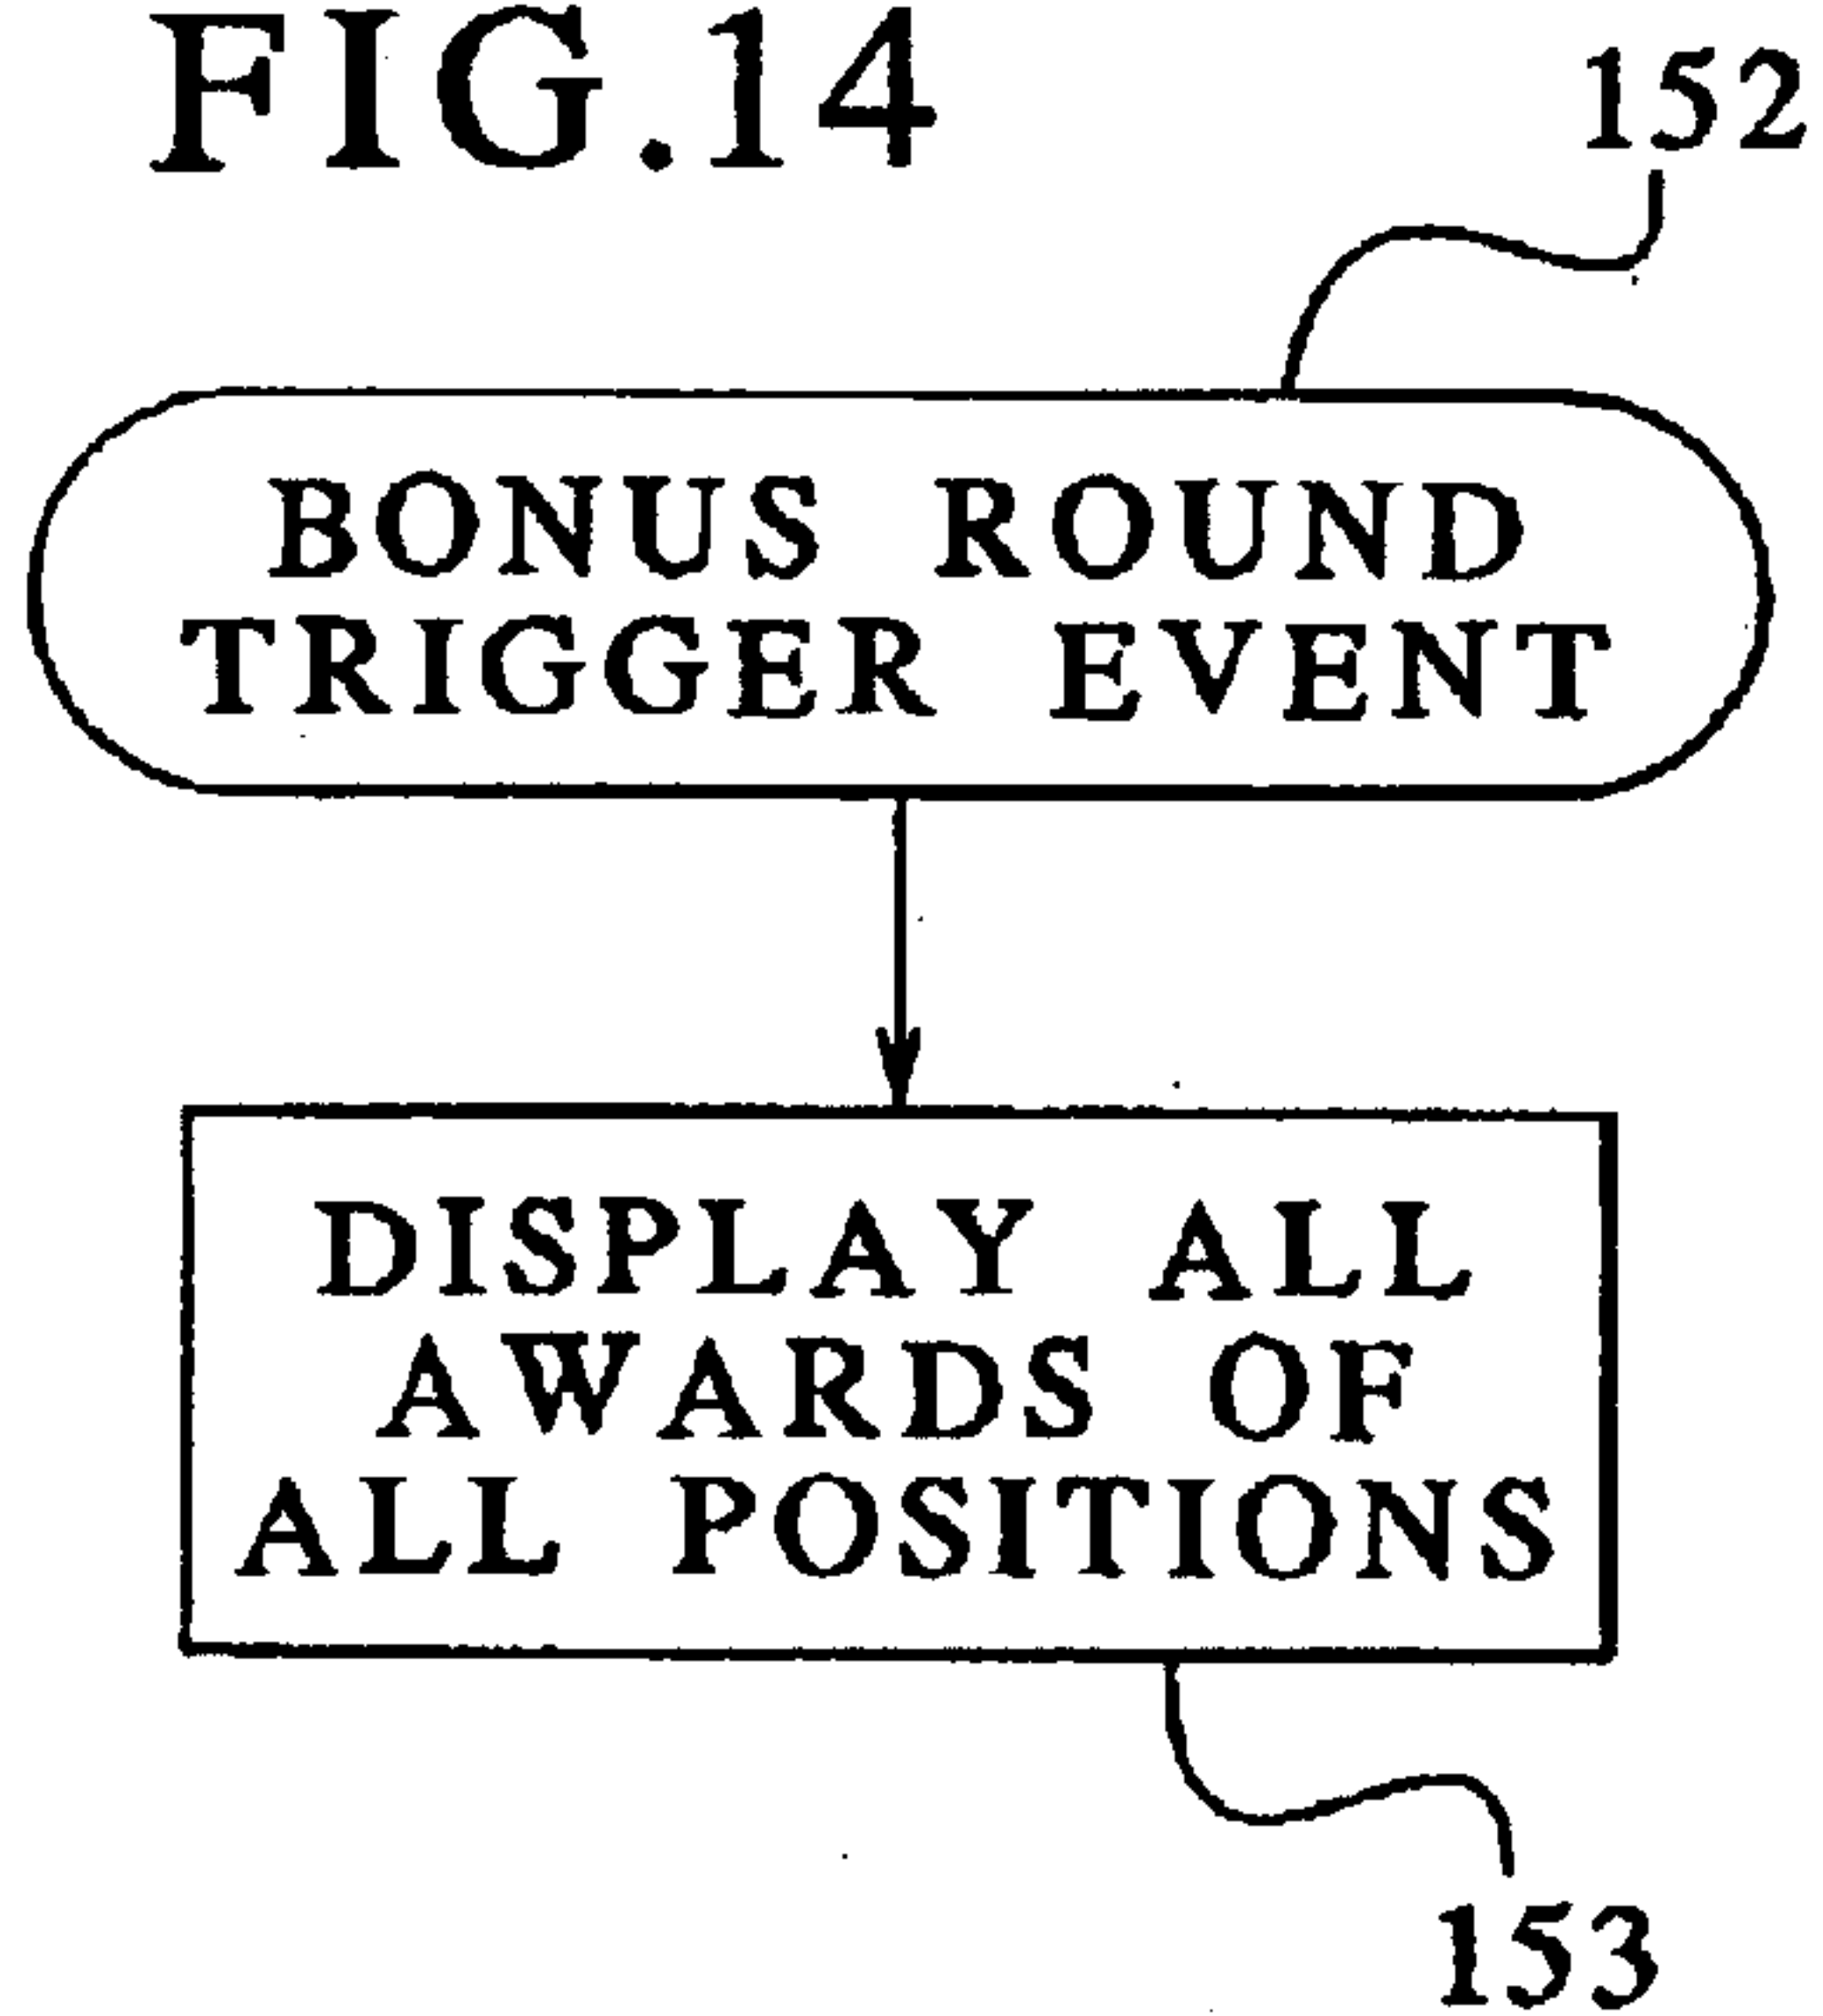 FIG.14
152
BONUS ROUND
TRIGGER EVENT
DISPLAY ALL
AWARDS OF
ALL POSITIONS
153